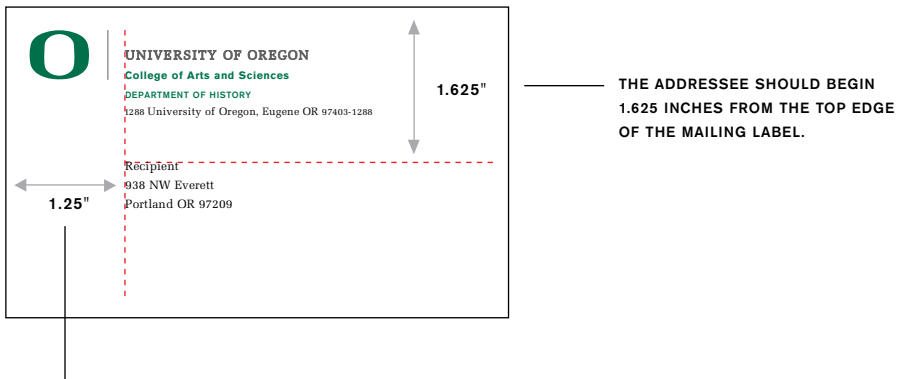 O
UNIVERSITY OF OREGON
College of Arts and Sciences
DEPARTMENT OF HISTORY
1288 University of Oregon, Eugene OR 97403-1288
1.625"
THE ADDRESSEE SHOULD BEGIN
1.625 INCHES FROM THE TOP EDGE
OF THE MAILING LABEL.
Recipient
938 NW Everett
Portland OR 97209
1.25"